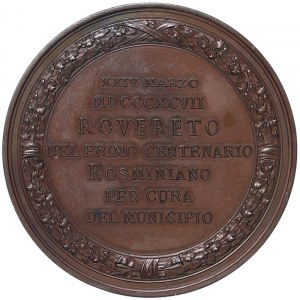 XXIV MARZO
MDCCCXCVII
ROVERETO
NEL PRIMO CENTENARIO
ROSMINIANO
PER CURA
DEL MUNICIPIO